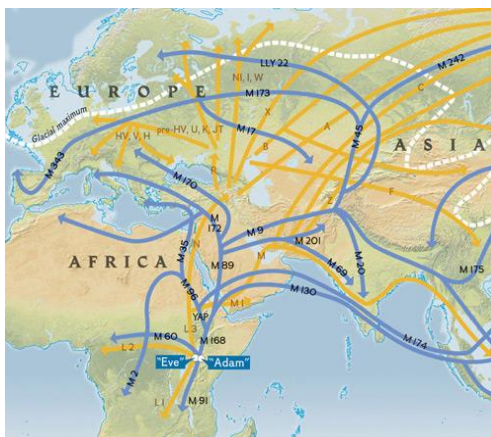 LLY 22
M 242
NI, I, W
C
EUROPE
M 173
X
Glacial maximum
HV, V, H
pre-HV, U, K, JT
M 17
A
M 45
B
ASIA
M 343
R
F
M 170
Z
M 172
M 9
M 201
M 35
N
AFRICA
M 89
M
M 69
M 20
M 175
M 96
M 1
M 130
YAP
L 3
M 60
M 168
M 174
L 2
"Eve"
"Adam"
M 2
L 1
M 91